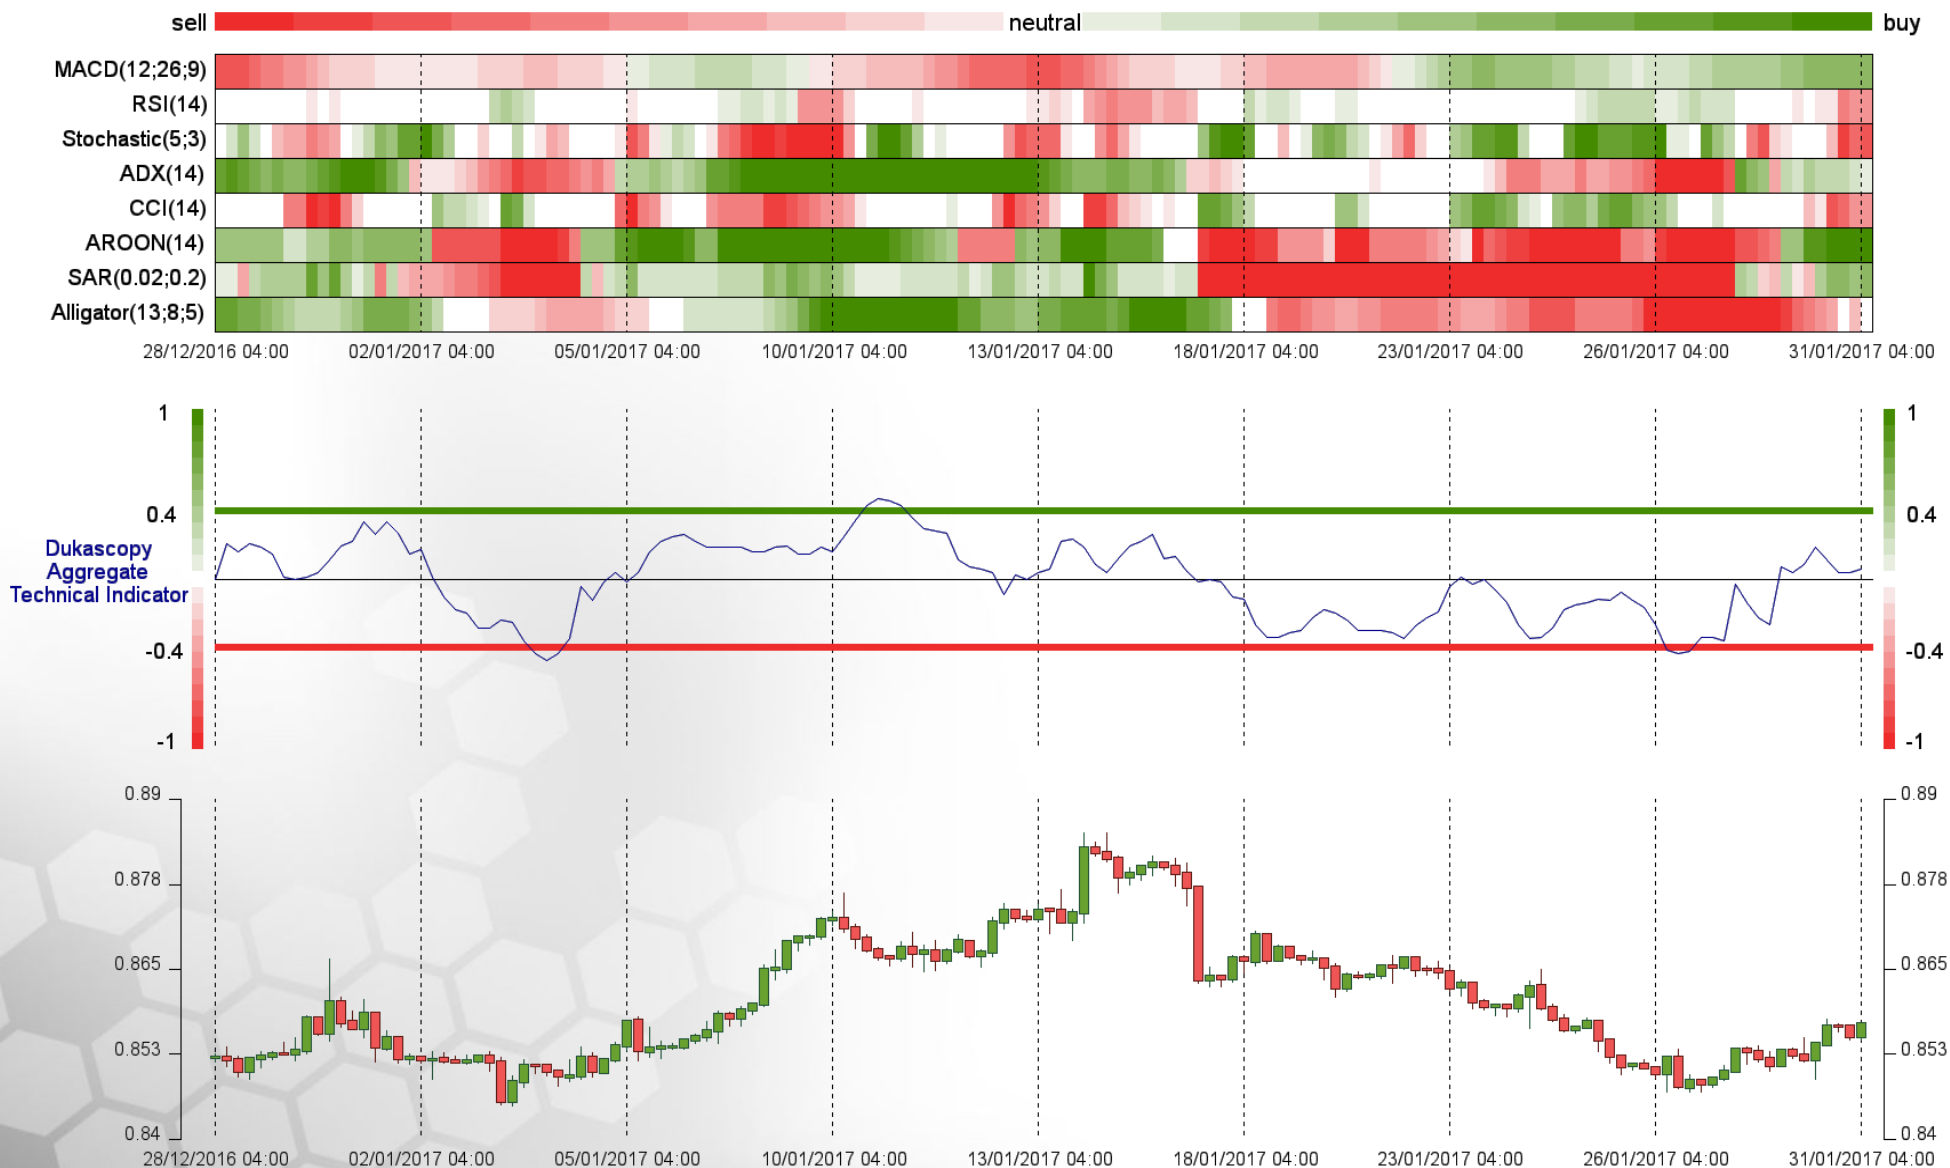 sell neutral buy
MACD(12;26;9)
RSI(14)
Stochastic(5;3)
ADX(14)
CCI(14)
AROON(14)
SAR(0.02;0.2)
Alligator(13;8;5)
28/12/2016 04:00 02/01/2017 04:00 05/01/2017 04:00 10/01/2017 04:00 13/01/2017 04:00 18/01/2017 04:00 23/01/2017 04:00 26/01/2017 04:00 31/01/2017 04:00
1 1
0.4 0.4
Dukascopy
Aggregate
Technical Indicator
-0.4 -0.4
-1 -1
0.89 0.89
0.878 0.878
0.865 0.865
0.853 0.853
0.84 0.84
28/12/2016 04:00 02/01/2017 04:00 05/01/2017 04:00 10/01/2017 04:00 13/01/2017 04:00 18/01/2017 04:00 23/01/2017 04:00 26/01/2017 04:00 31/01/2017 04:00